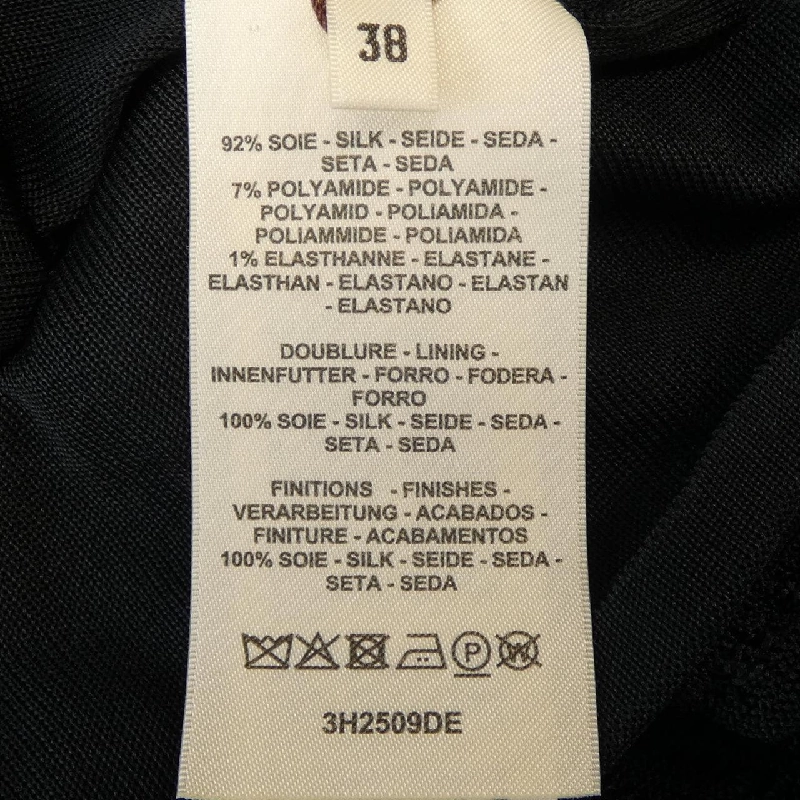 38
92% SOIE - SILK - SEIDE - SEDA -
SETA - SEDA
7% POLYAMIDE - POLYAMIDE -
POLYAMID - POLIAMIDA -
POLIAMMIDE - POLIAMIDA
1% ELASTHANNE - ELASTANE -
ELASTHAN - ELASTANO - ELASTAN
- ELASTANO
DOUBLURE - LINING -
INNENFUTTER - FORRO - FODERA -
FORRO
100% SOIE - SILK - SEIDE - SEDA -
SETA - SEDA
FINITIONS - FINISHES -
VERARBEITUNG - ACABADOS -
FINITURE - ACABAMENTOS
100% SOIE - SILK - SEIDE - SEDA -
SETA - SEDA
P W
3H2509DE